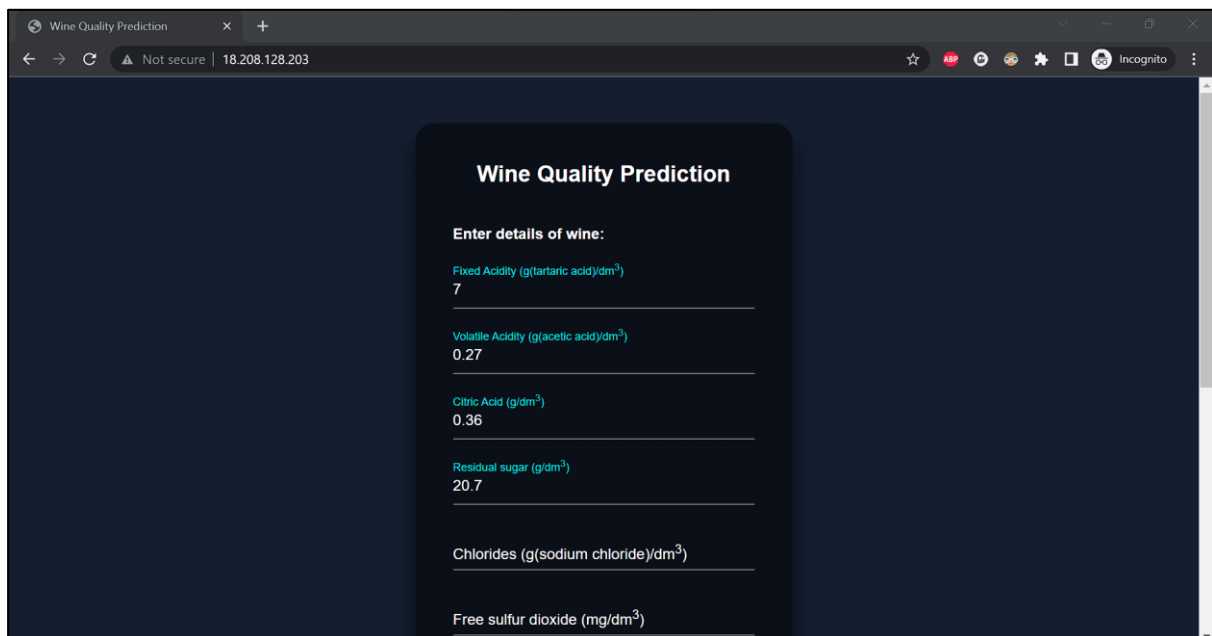 Wine Quality Prediction
Not secure | 18.208.128.203
ABP
Incognito
Wine Quality Prediction
Enter details of wine:
Fixed Acidity (g(tartaric acid)/dm³)
7
Volatile Acidity (g(acetic acid)/dm³)
0.27
Citric Acid (g/dm³)
0.36
Residual sugar (g/dm³)
20.7
Chlorides (g(sodium chloride)/dm³)
Free sulfur dioxide (mg/dm³)